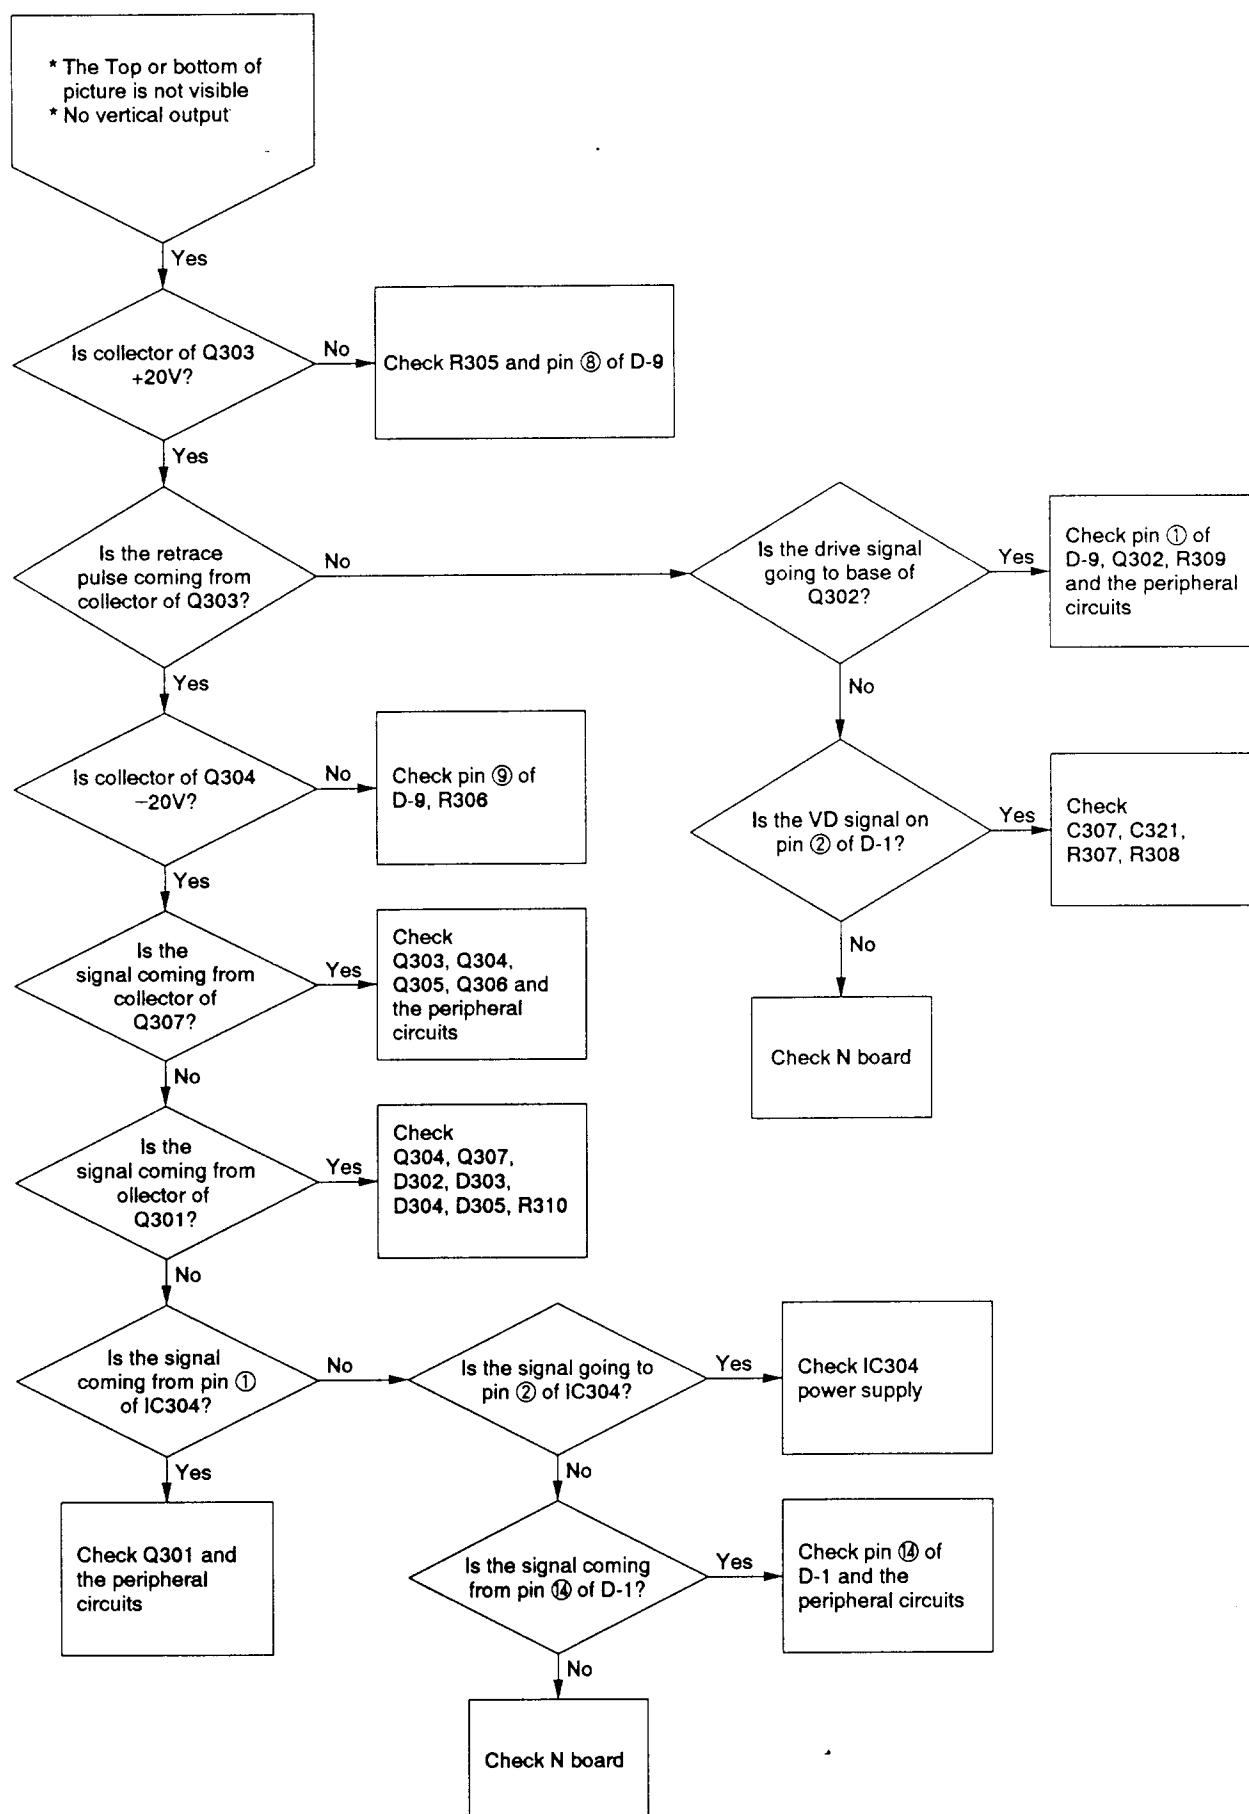 * The Top or bottom of
picture is not visible
* No vertical output
Yes
Is collector of Q303
+20V?
No
Check R305 and pin ⑧ of D-9
Yes
Is the retrace
pulse coming from
collector of Q303?
No
Is the drive signal
going to base of
Q302?
Yes
Check pin ① of
D-9, Q302, R309
and the peripheral
circuits
No
Is the VD signal on
pin ② of D-1?
Yes
Check
C307, C321,
R307, R308
No
Check N board
Yes
Is collector of Q304
−20V?
No
Check pin ⑨ of
D-9, R306
Yes
Is the
signal coming from
collector of
Q307?
Yes
Check
Q303, Q304,
Q305, Q306 and
the peripheral
circuits
No
Is the
signal coming from
ollector of
Q301?
Yes
Check
Q304, Q307,
D302, D303,
D304, D305, R310
No
Is the signal
coming from pin ①
of IC304?
No
Is the signal going to
pin ② of IC304?
Yes
Check IC304
power supply
Yes
Check Q301 and
the peripheral
circuits
No
Is the signal coming
from pin ⑭ of D-1?
Yes
Check pin ⑭ of
D-1 and the
peripheral circuits
No
Check N board